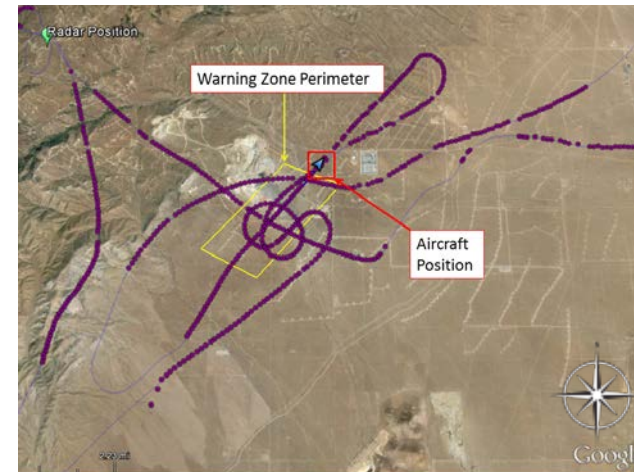 Radar Position
Warning Zone Perimeter
Aircraft
Position
Googl